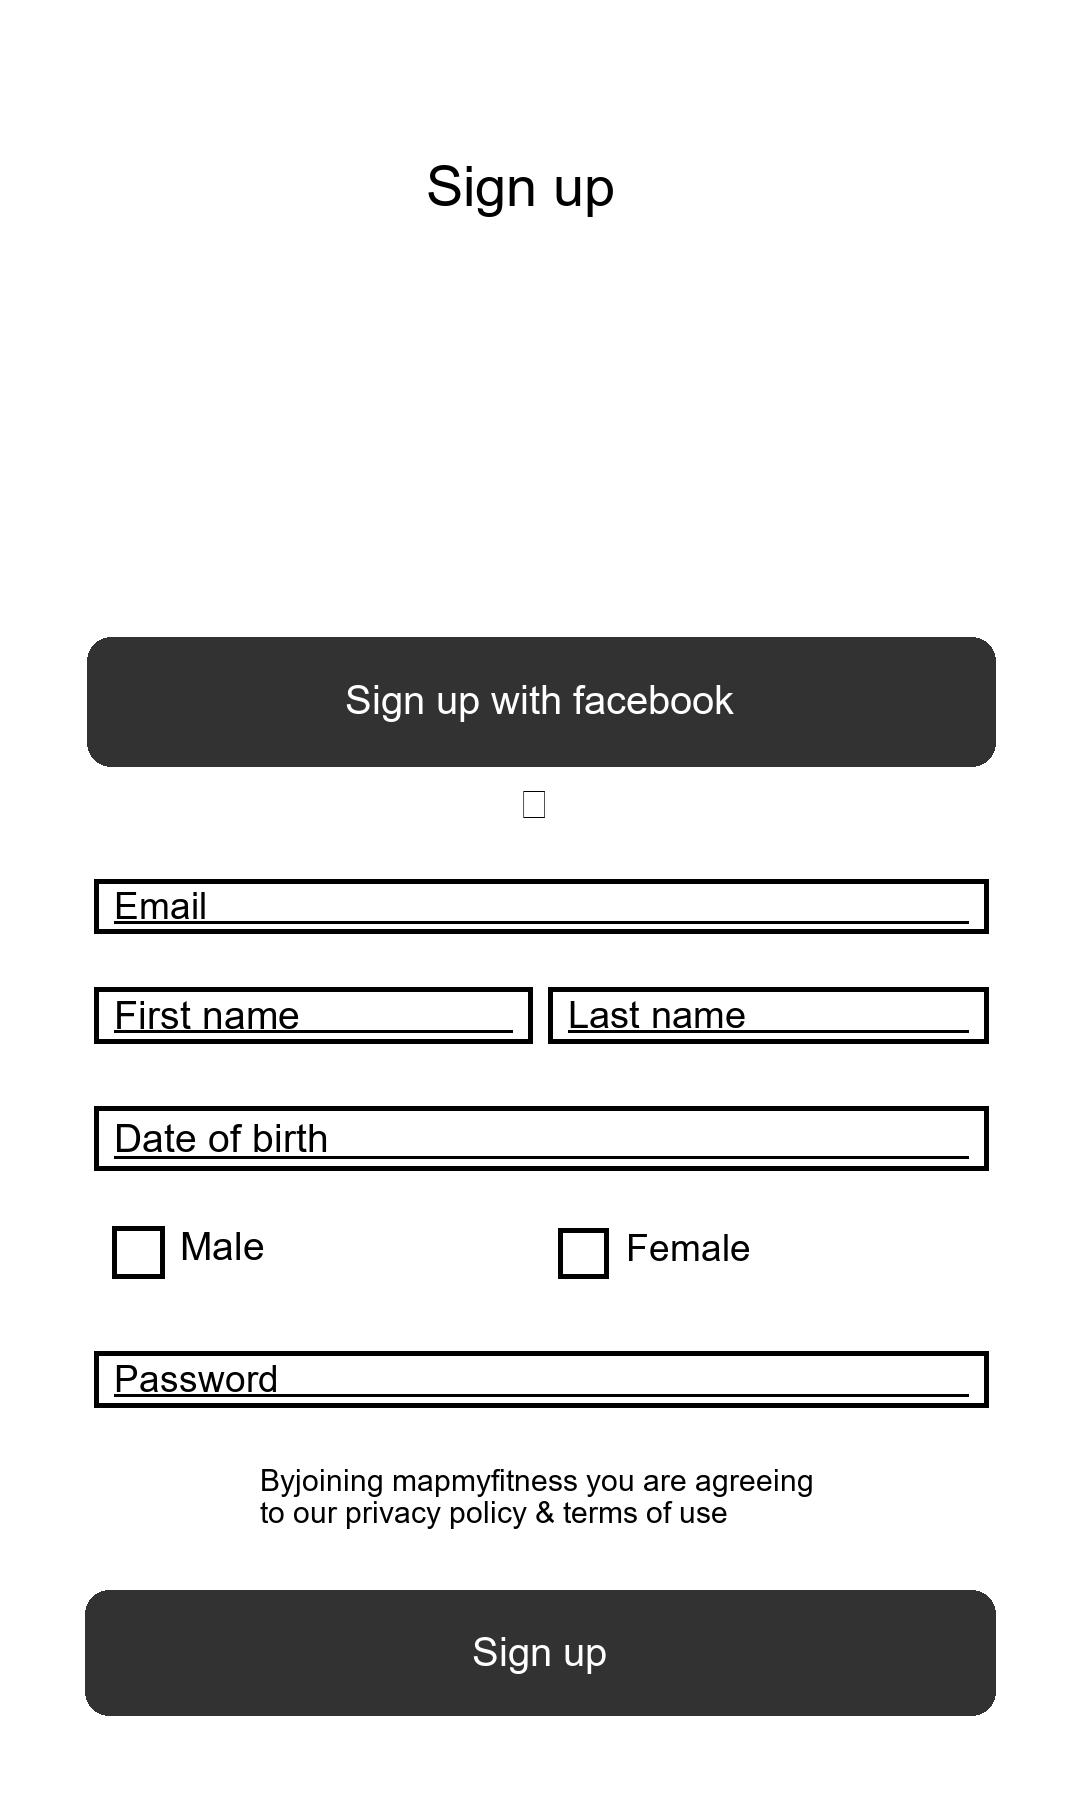 Sign up
Sign up with facebook
Email
First name
Last name
Date of birth
Male
Female
Password
Byjoining mapmyfitness you are agreeing
to our privacy policy & terms of use
Sign up